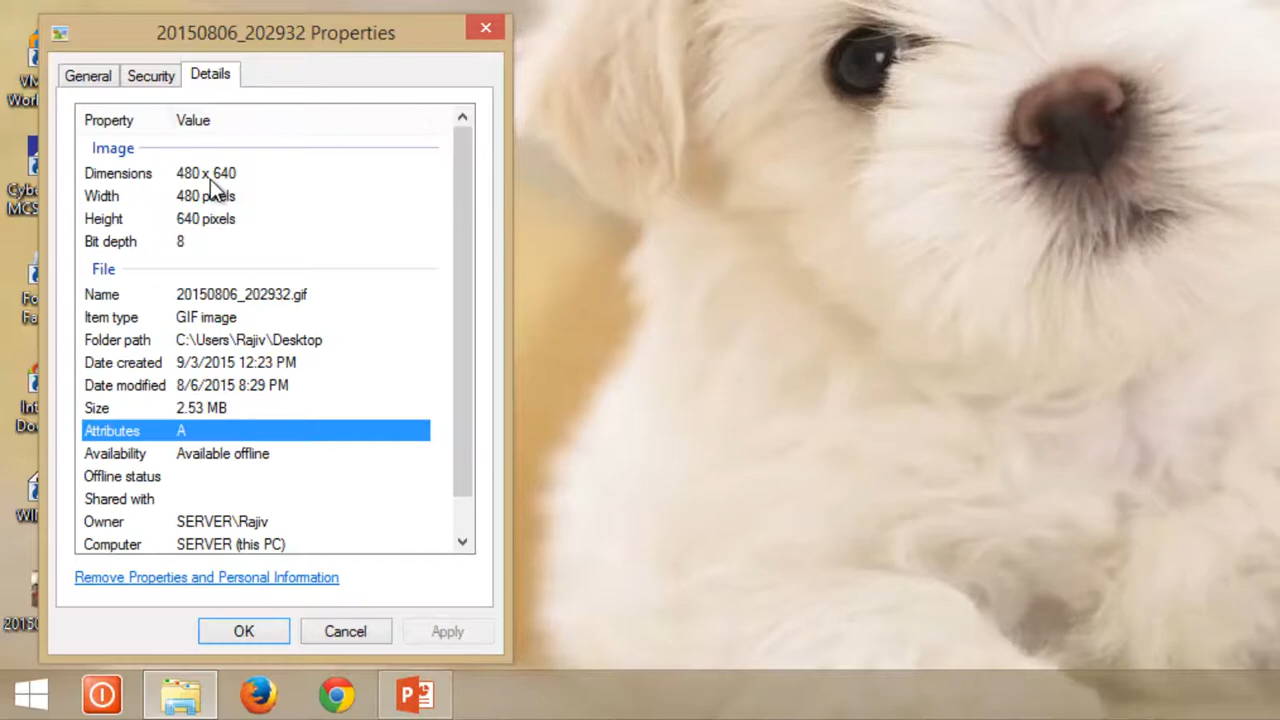 20150806_202932 Properties
General Security Details
Property Value
Image
Dimensions 480 x 640
Width 480 pixels
Height 640 pixels
Bit depth 8
File
Name 20150806_202932.gif
Item type GIF image
Folder path C:\Users\Rajiv\Desktop
Date created 9/3/2015 12:23 PM
Date modified 8/6/2015 8:29 PM
Size 2.53 MB
Attributes A
Availability Available offline
Offline status
Shared with
Owner SERVER\Rajiv
Computer SERVER (this PC)
Remove Properties and Personal Information
OK Cancel Apply